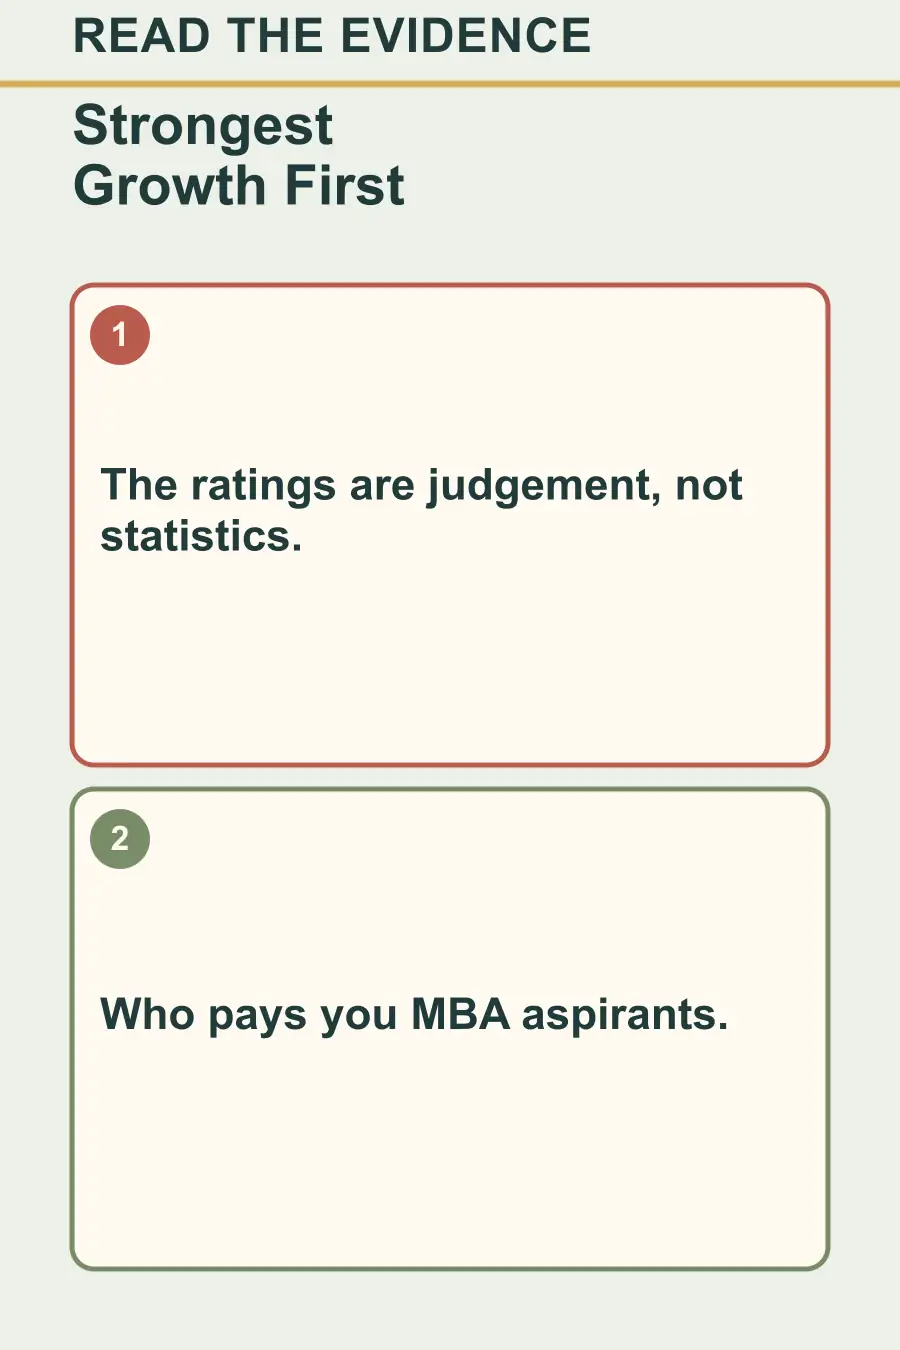 READ THE EVIDENCE
Strongest
Growth First
1
The ratings are judgement, not
statistics.
2
Who pays you MBA aspirants.